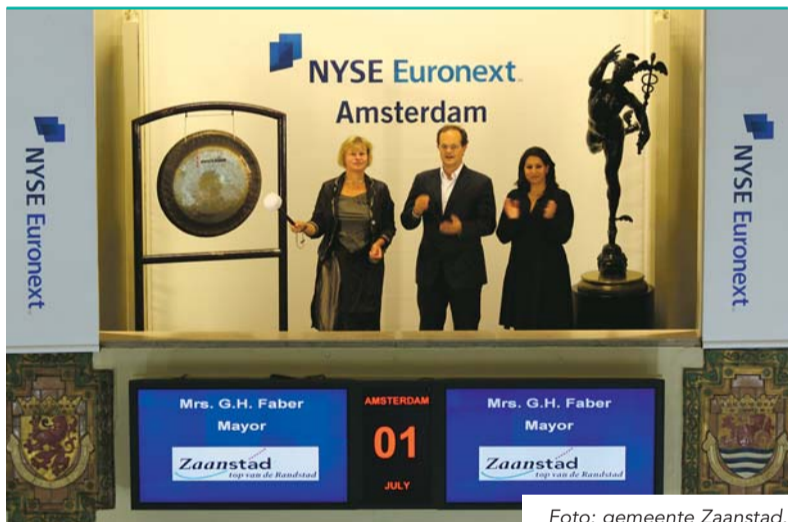 NYSE Euronext
Amsterdam
NYSE Euronext
NYSE Euronext
Mrs. G.H. Faber
Mayor
Zaanstad
top van de Randstad
AMSTERDAM
01
JULY
Mrs. G.H. Faber
Mayor
Zaanstad
top van de Randstad
Foto: gemeente Zaanstad.